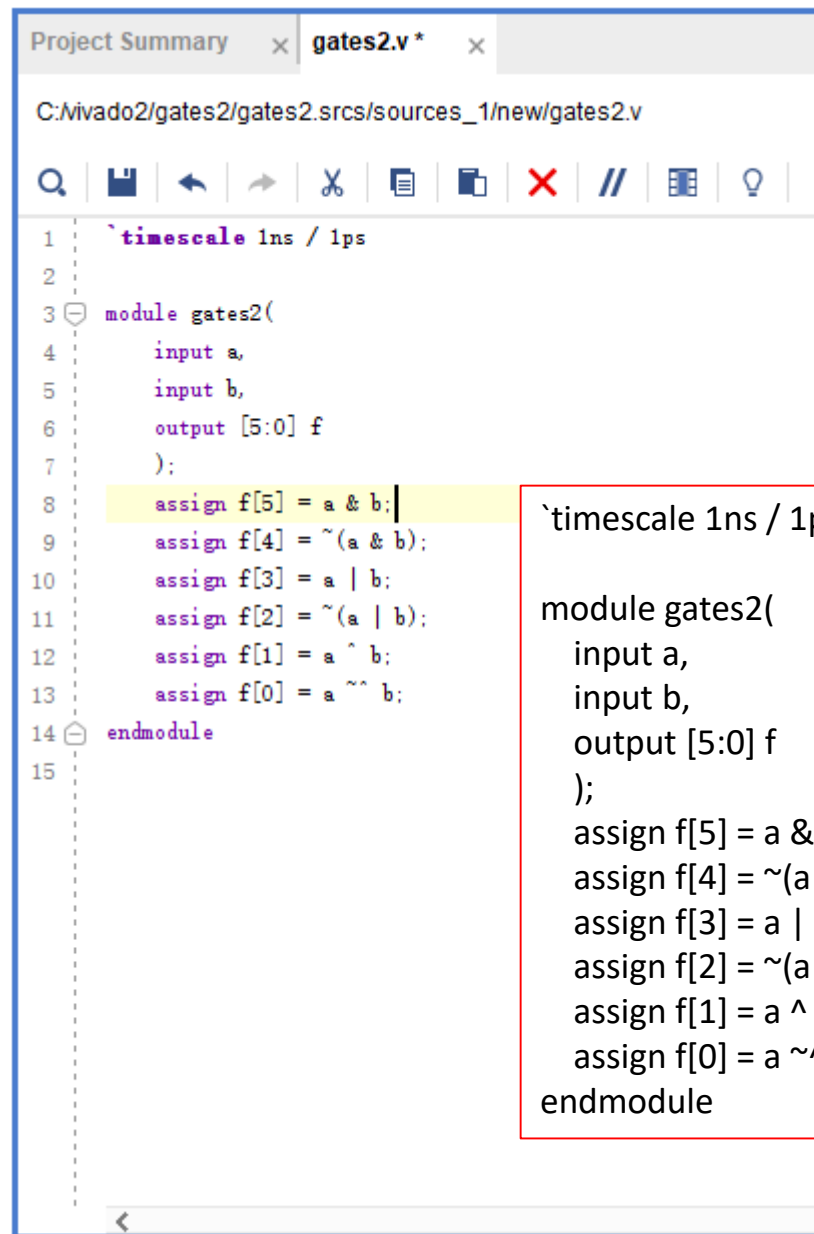 Project Summary × gates2.v * ×
C:/vivado2/gates2/gates2.srcs/sources_1/new/gates2.v
1 `timescale 1ns / 1ps
2
3 module gates2(
4 input a,
5 input b,
6 output [5:0] f
7 );
8 assign f[5] = a & b;
9 assign f[4] = ~(a & b);
10 assign f[3] = a | b;
11 assign f[2] = ~(a | b);
12 assign f[1] = a ^ b;
13 assign f[0] = a ~^ b;
14 endmodule
15
`timescale 1ns / 1p
module gates2(
input a,
input b,
output [5:0] f
);
assign f[5] = a &
assign f[4] = ~(a
assign f[3] = a |
assign f[2] = ~(a
assign f[1] = a ^
assign f[0] = a ~^
endmodule